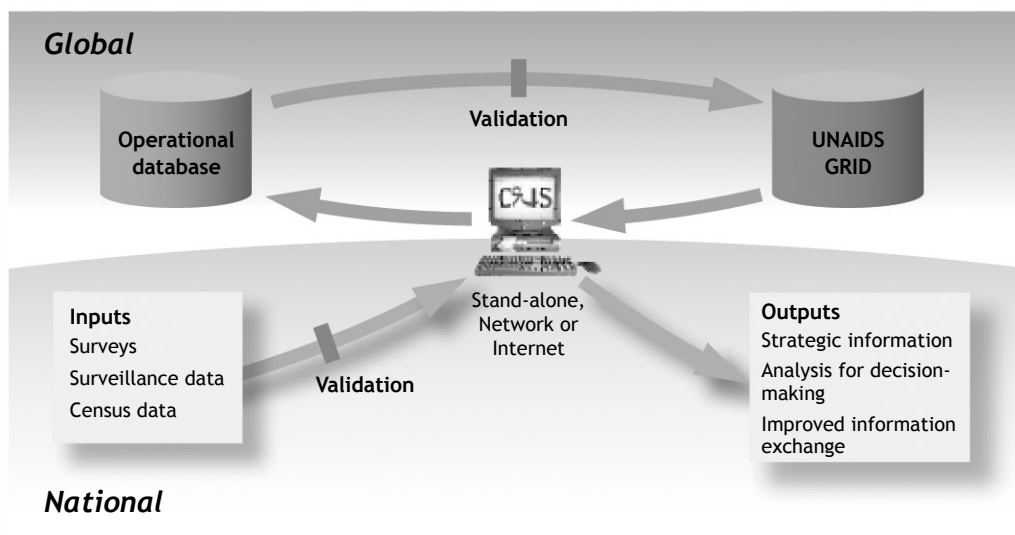 Global
Operational
database
Validation
UNAIDS
GRID
Stand-alone,
Network or
Internet
Inputs
Surveys
Surveillance data
Census data
Validation
Outputs
Strategic information
Analysis for decision-
making
Improved information
exchange
National